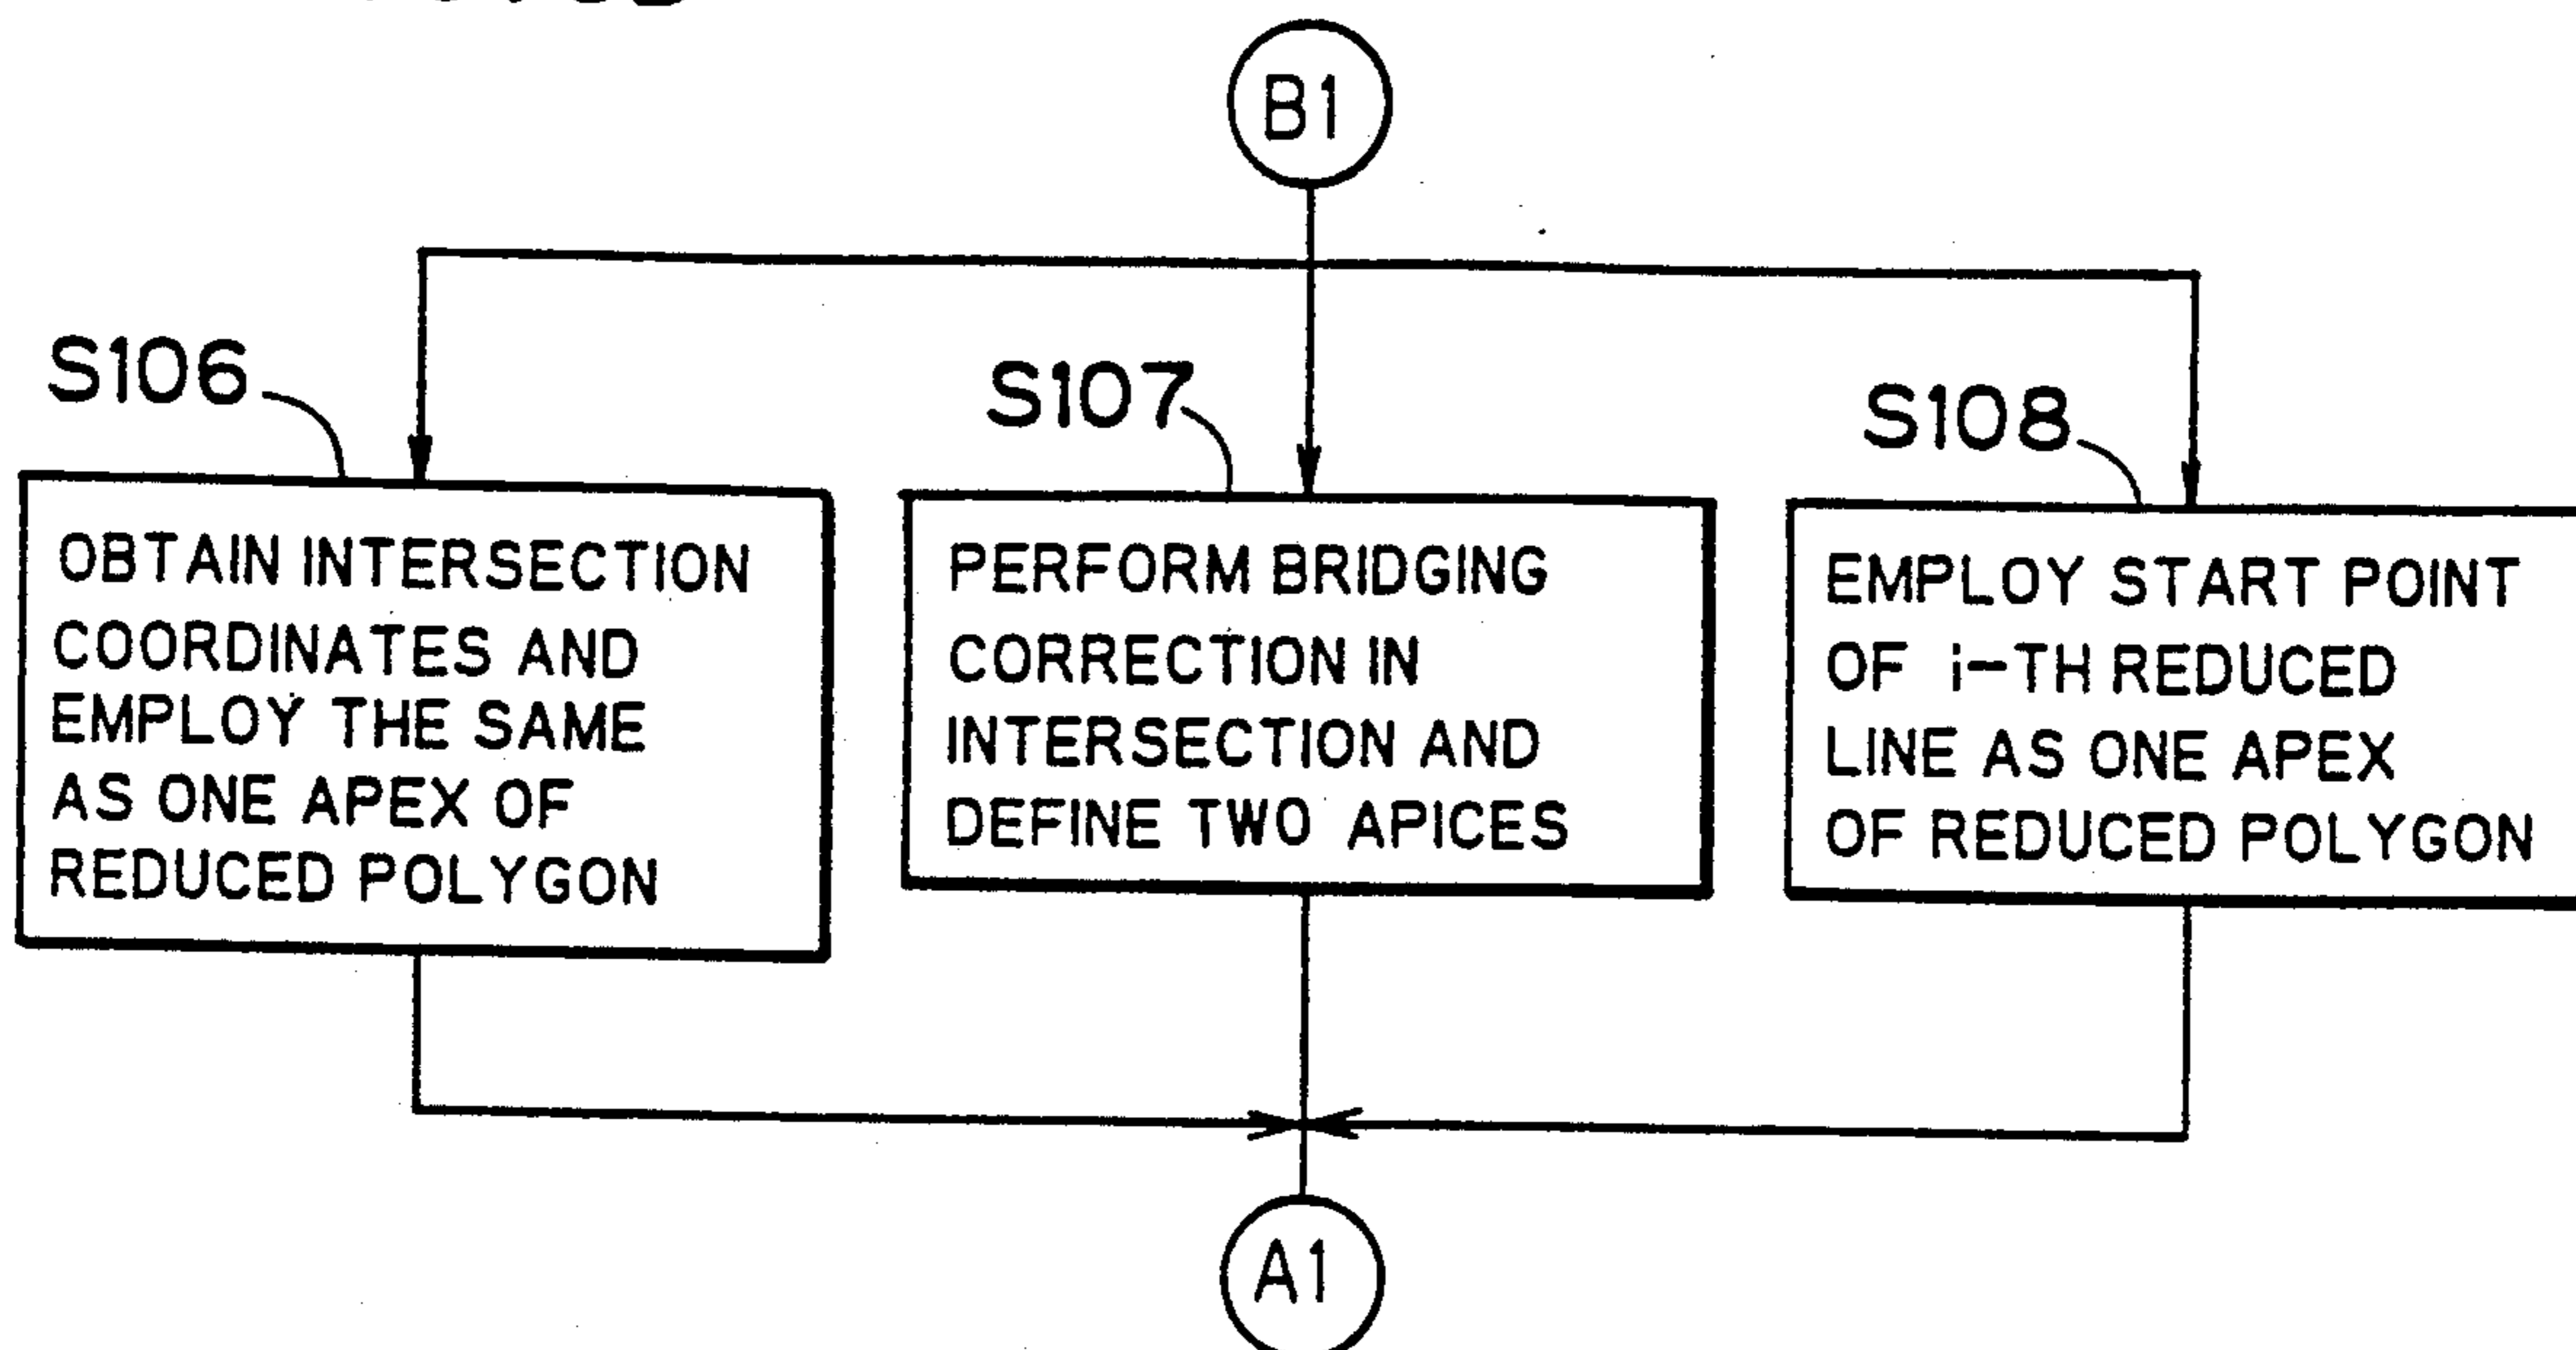 B1
S106
S107
S108
OBTAIN INTERSECTION
COORDINATES AND
EMPLOY THE SAME
AS ONE APEX OF
REDUCED POLYGON
PERFORM BRIDGING
CORRECTION IN
INTERSECTION AND
DEFINE TWO APICES
EMPLOY START POINT
OF i-TH REDUCED
LINE AS ONE APEX
OF REDUCED POLYGON
A1